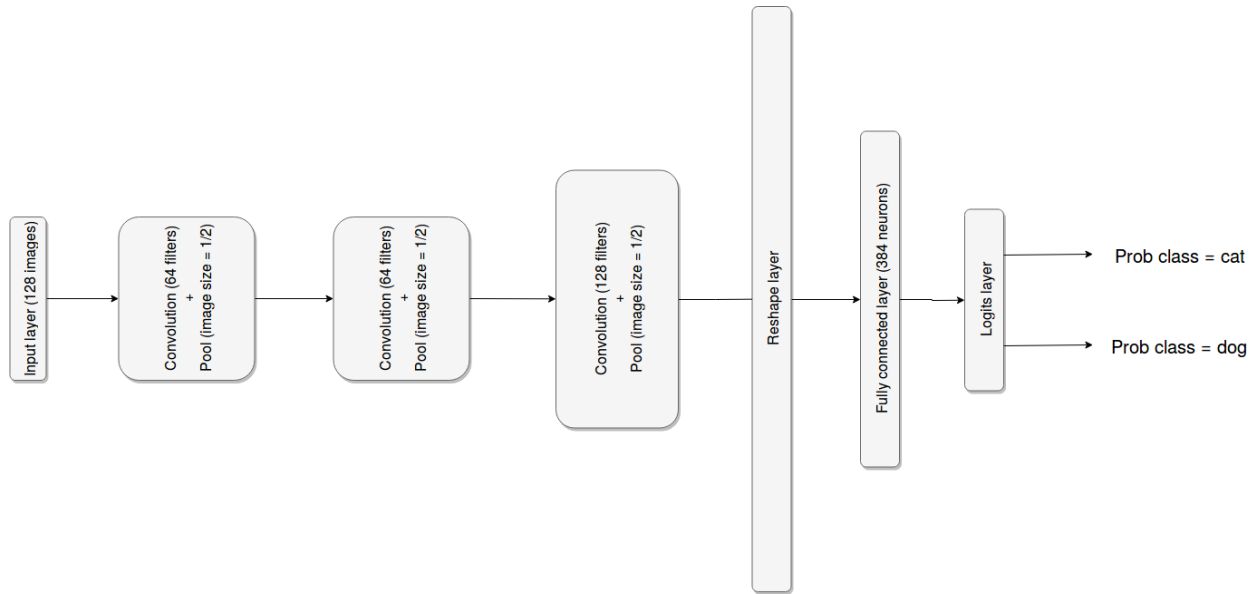 Input layer (128 images)
Convolution (64 filters)
+
Pool (image size = 1/2)
Convolution (64 filters)
+
Pool (image size = 1/2)
Convolution (128 filters)
+
Pool (image size = 1/2)
Reshape layer
Fully connected layer (384 neurons)
Logits layer
Prob class = cat
Prob class = dog